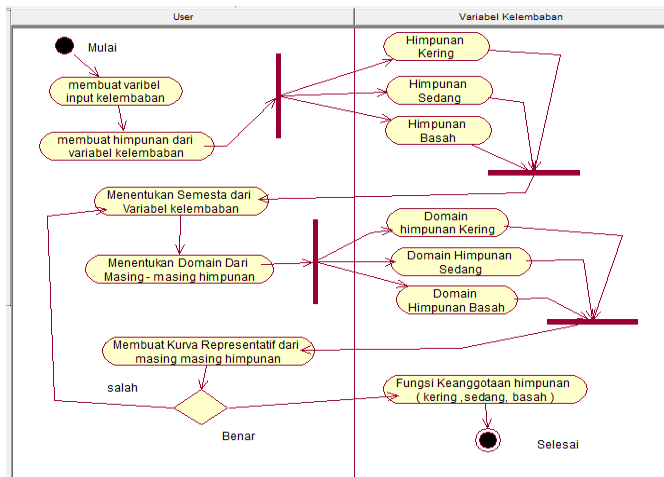 User
Variabel Kelembaban
Mulai
membuat varibel
input kelembaban
membuat himpunan dari
variabel kelembaban
Himpunan
Kering
Himpunan
Sedang
Himpunan
Basah
Menentukan Semesta dari
Variabel kelembaban
Menentukan Domain Dari
Masing - masing himpunan
Domain
himpunan Kering
Domain Himpunan
Sedang
Domain
Himpunan Basah
Membuat Kurva Representatif dari
masing masing himpunan
salah
Benar
Fungsi Keanggotaan himpunan
( kering ,sedang, basah )
Selesai